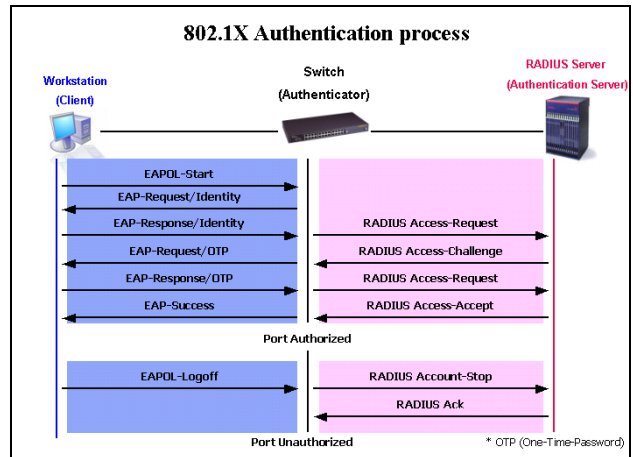 802.1X Authentication process
Workstation
(Client)
Switch
(Authenticator)
RADIUS Server
(Authentication Server)
EAPOL-Start
EAP-Request/Identity
EAP-Response/Identity
RADIUS Access-Request
EAP-Request/OTP
RADIUS Access-Challenge
EAP-Response/OTP
RADIUS Access-Request
EAP-Success
RADIUS Access-Accept
Port Authorized
EAPOL-Logoff
RADIUS Account-Stop
RADIUS Ack
Port Unauthorized
* OTP (One-Time-Password)